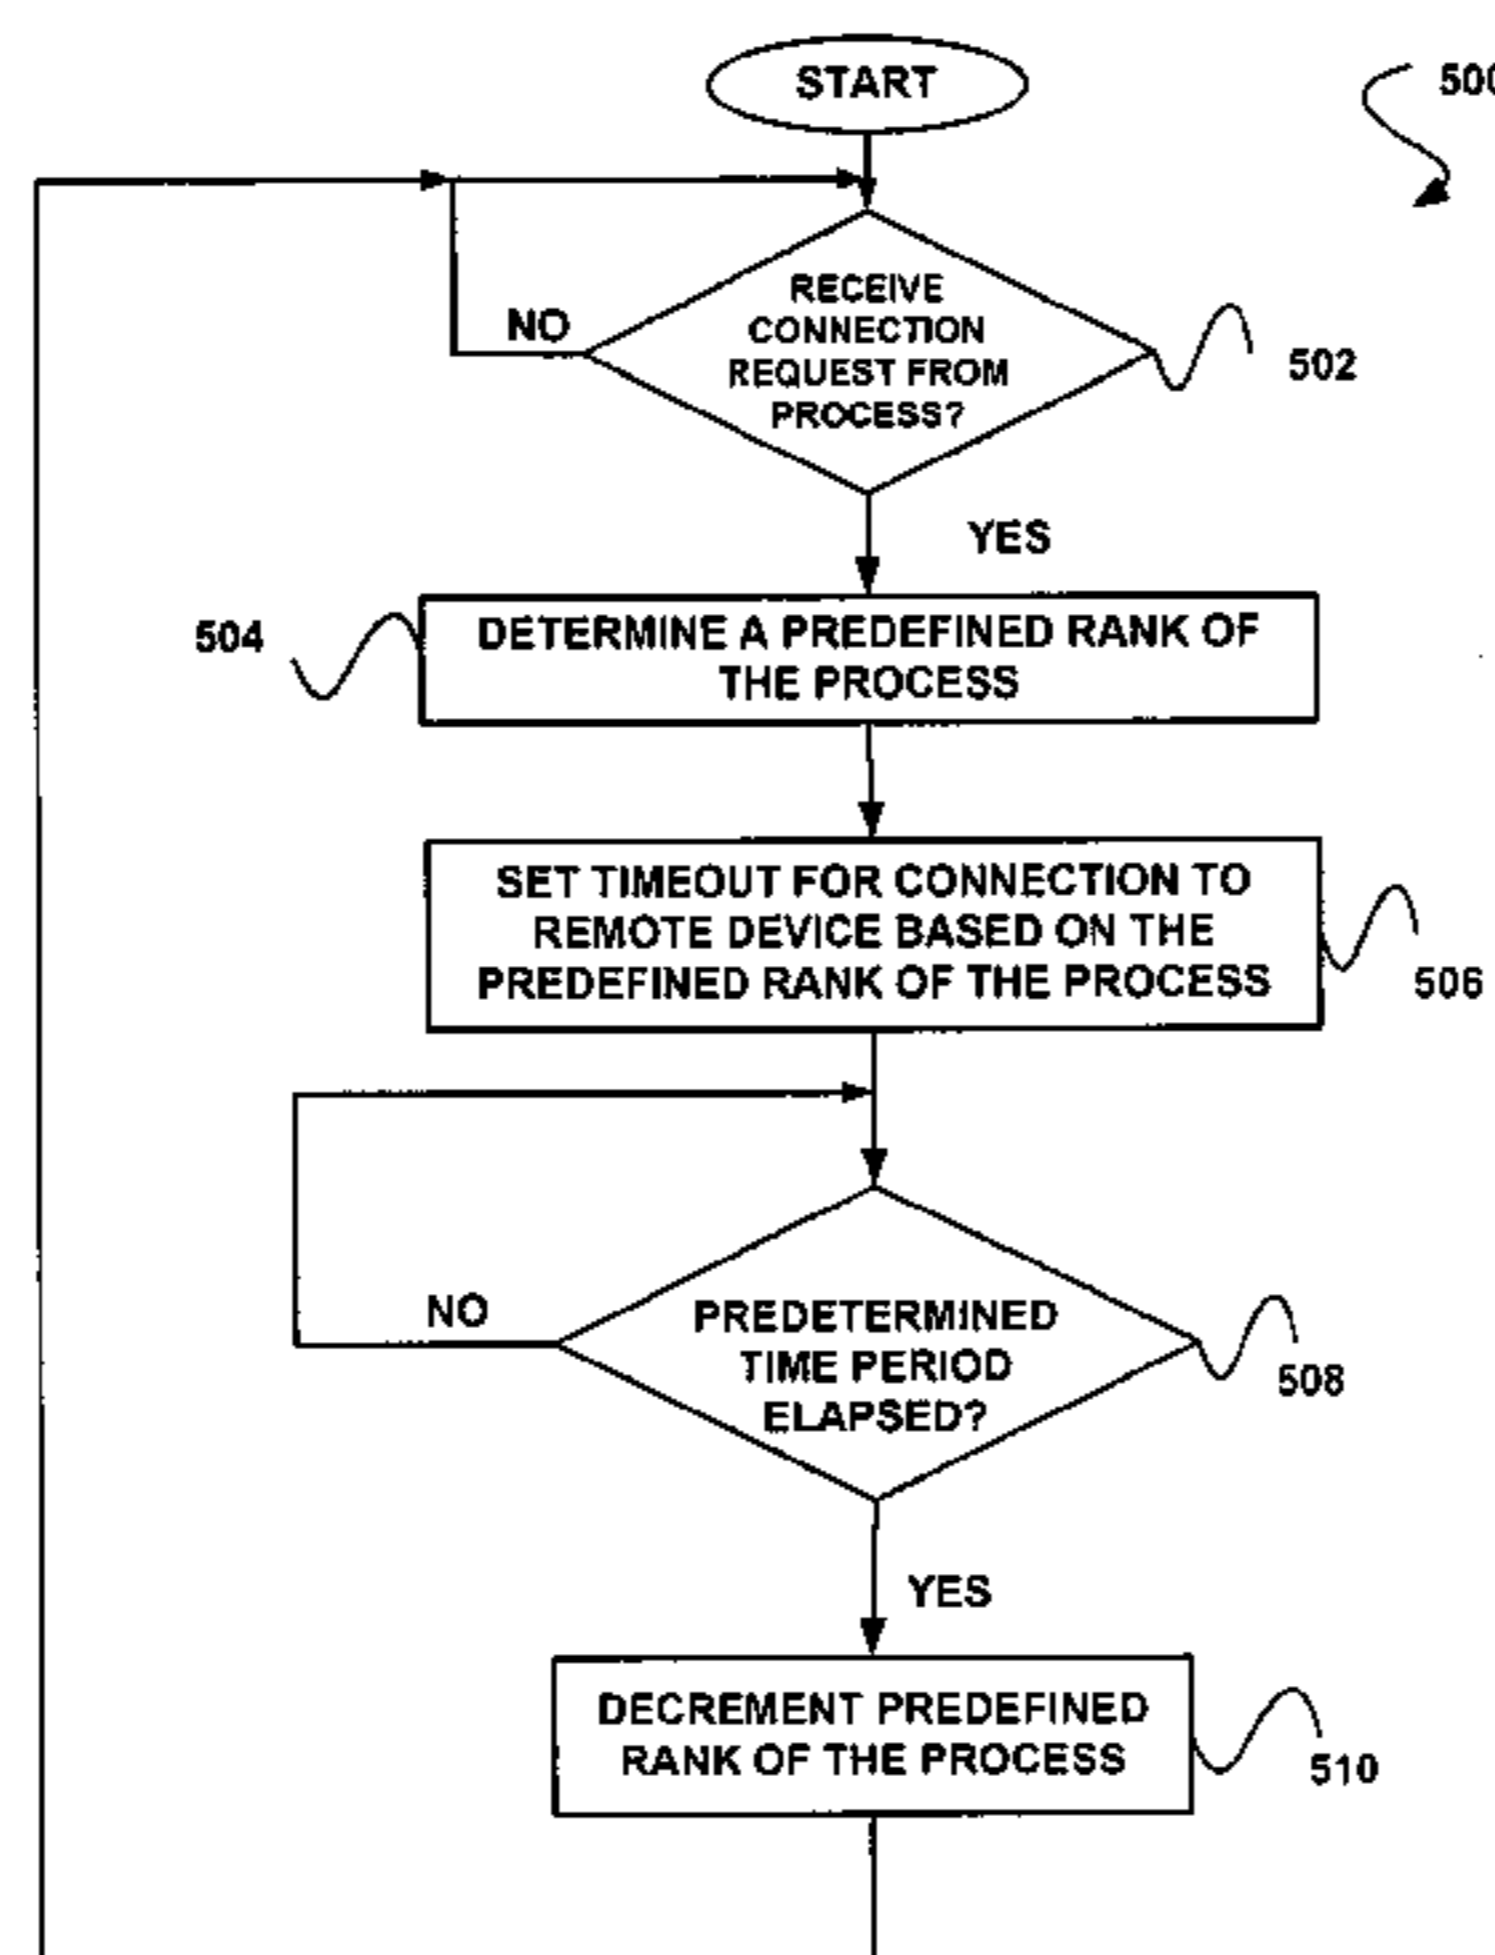 START
500
RECEIVE
CONNECTION
REQUEST FROM
PROCESS?
NO
502
YES
504
DETERMINE A PREDEFINED RANK OF
THE PROCESS
SET TIMEOUT FOR CONNECTION TO
REMOTE DEVICE BASED ON THE
PREDEFINED RANK OF THE PROCESS
506
NO
PREDETERMINED
TIME PERIOD
ELAPSED?
508
YES
DECREMENT PREDEFINED
RANK OF THE PROCESS
510